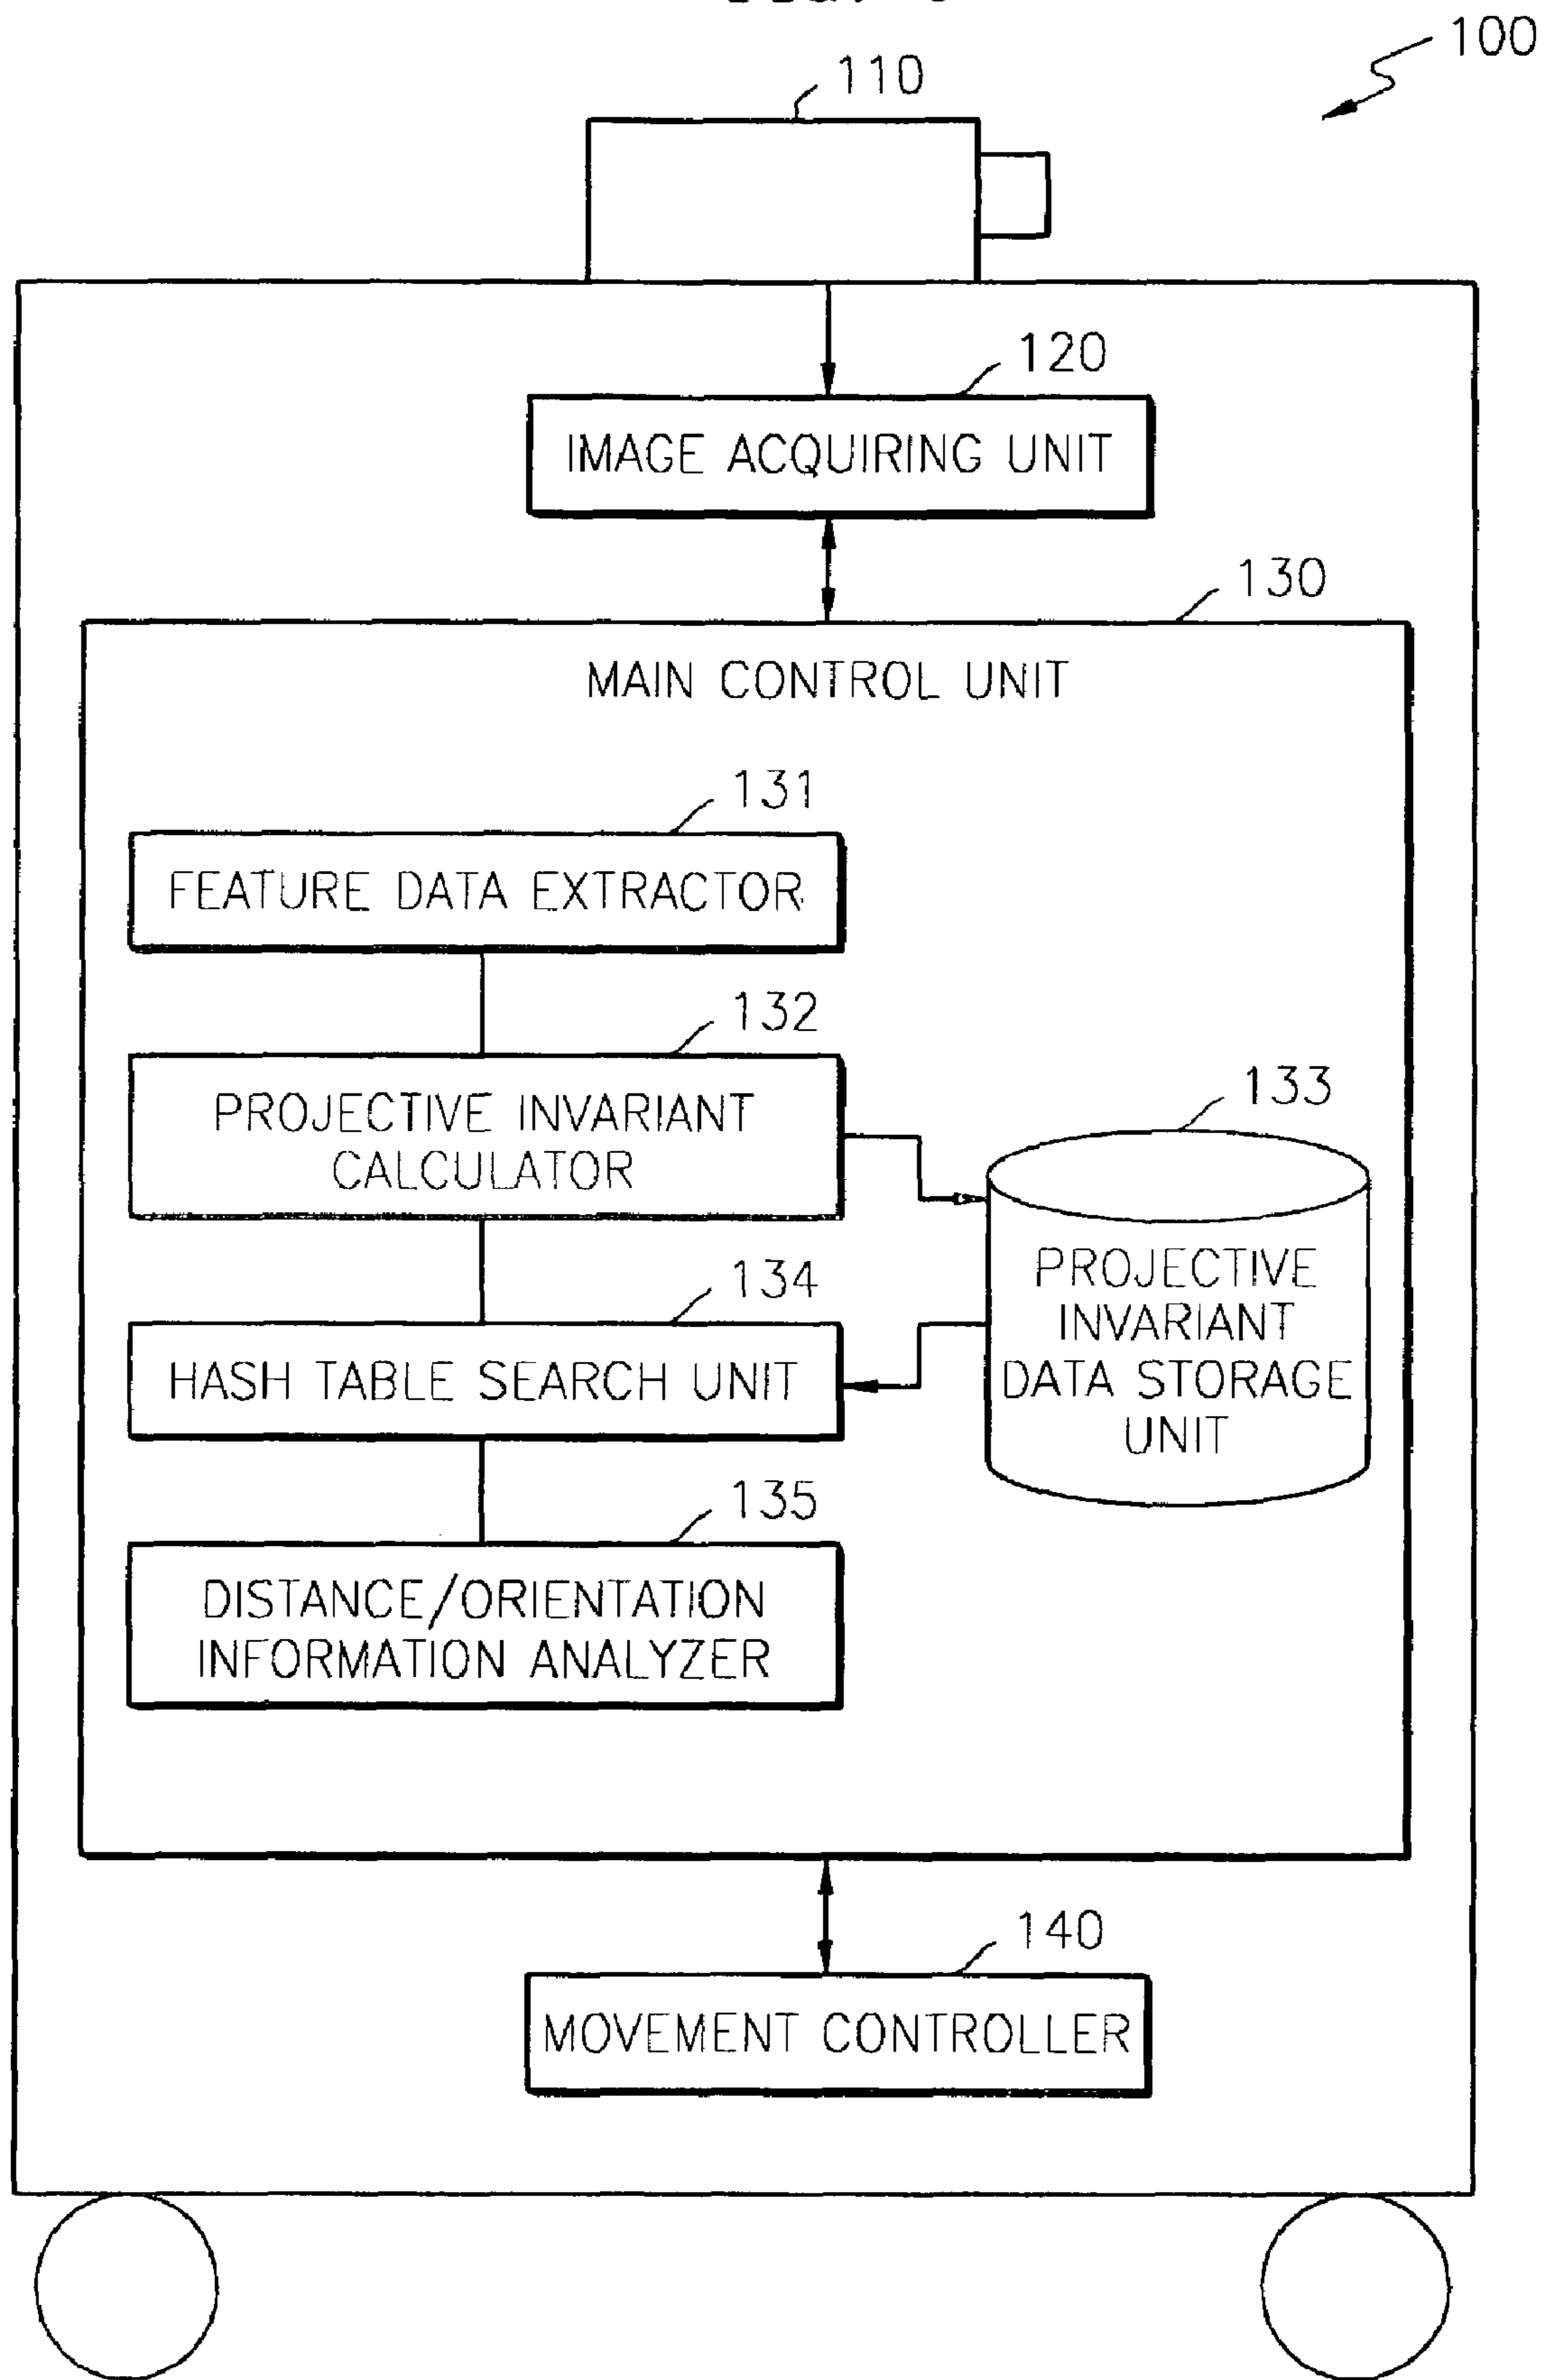 100
110
120
IMAGE ACQUIRING UNIT
130
MAIN CONTROL UNIT
131
FEATURE DATA EXTRACTOR
132
PROJECTIVE INVARIANT
CALCULATOR
133
PROJECTIVE
INVARIANT
DATA STORAGE
UNIT
134
HASH TABLE SEARCH UNIT
135
DISTANCE/ORIENTATION
INFORMATION ANALYZER
140
MOVEMENT CONTROLLER